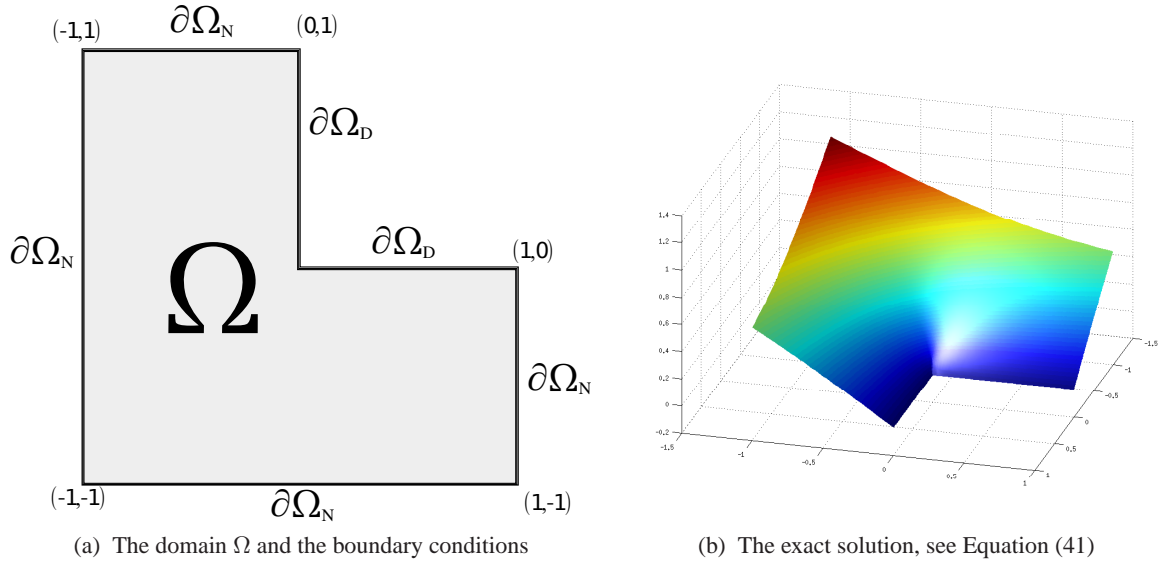 (-1,1)
∂Ω_N
(0,1)
∂Ω_D
∂Ω_N
Ω
∂Ω_D
(1,0)
∂Ω_N
(-1,-1)
∂Ω_N
(1,-1)
(a) The domain Ω and the boundary conditions
1.4
1.2
1
0.8
0.6
0.4
0.2
0
-0.2
-1.5
-1
-0.5
0
0.5
1
-1.5
-1
-0.5
0
0.5
1
(b) The exact solution, see Equation (41)